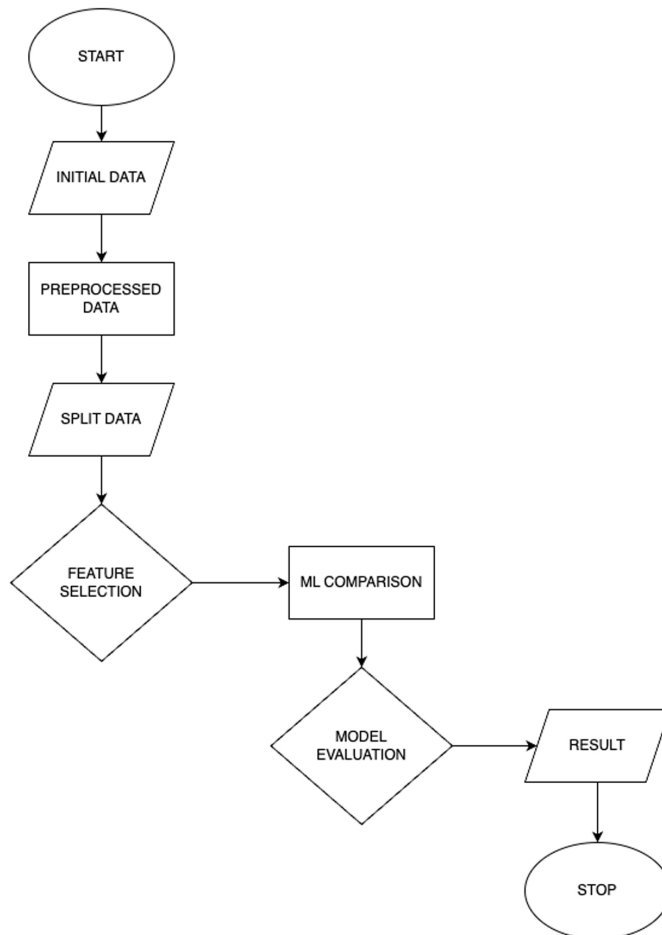 START
INITIAL DATA
PREPROCESSED
DATA
SPLIT DATA
FEATURE
SELECTION
ML COMPARISON
MODEL
EVALUATION
RESULT
STOP